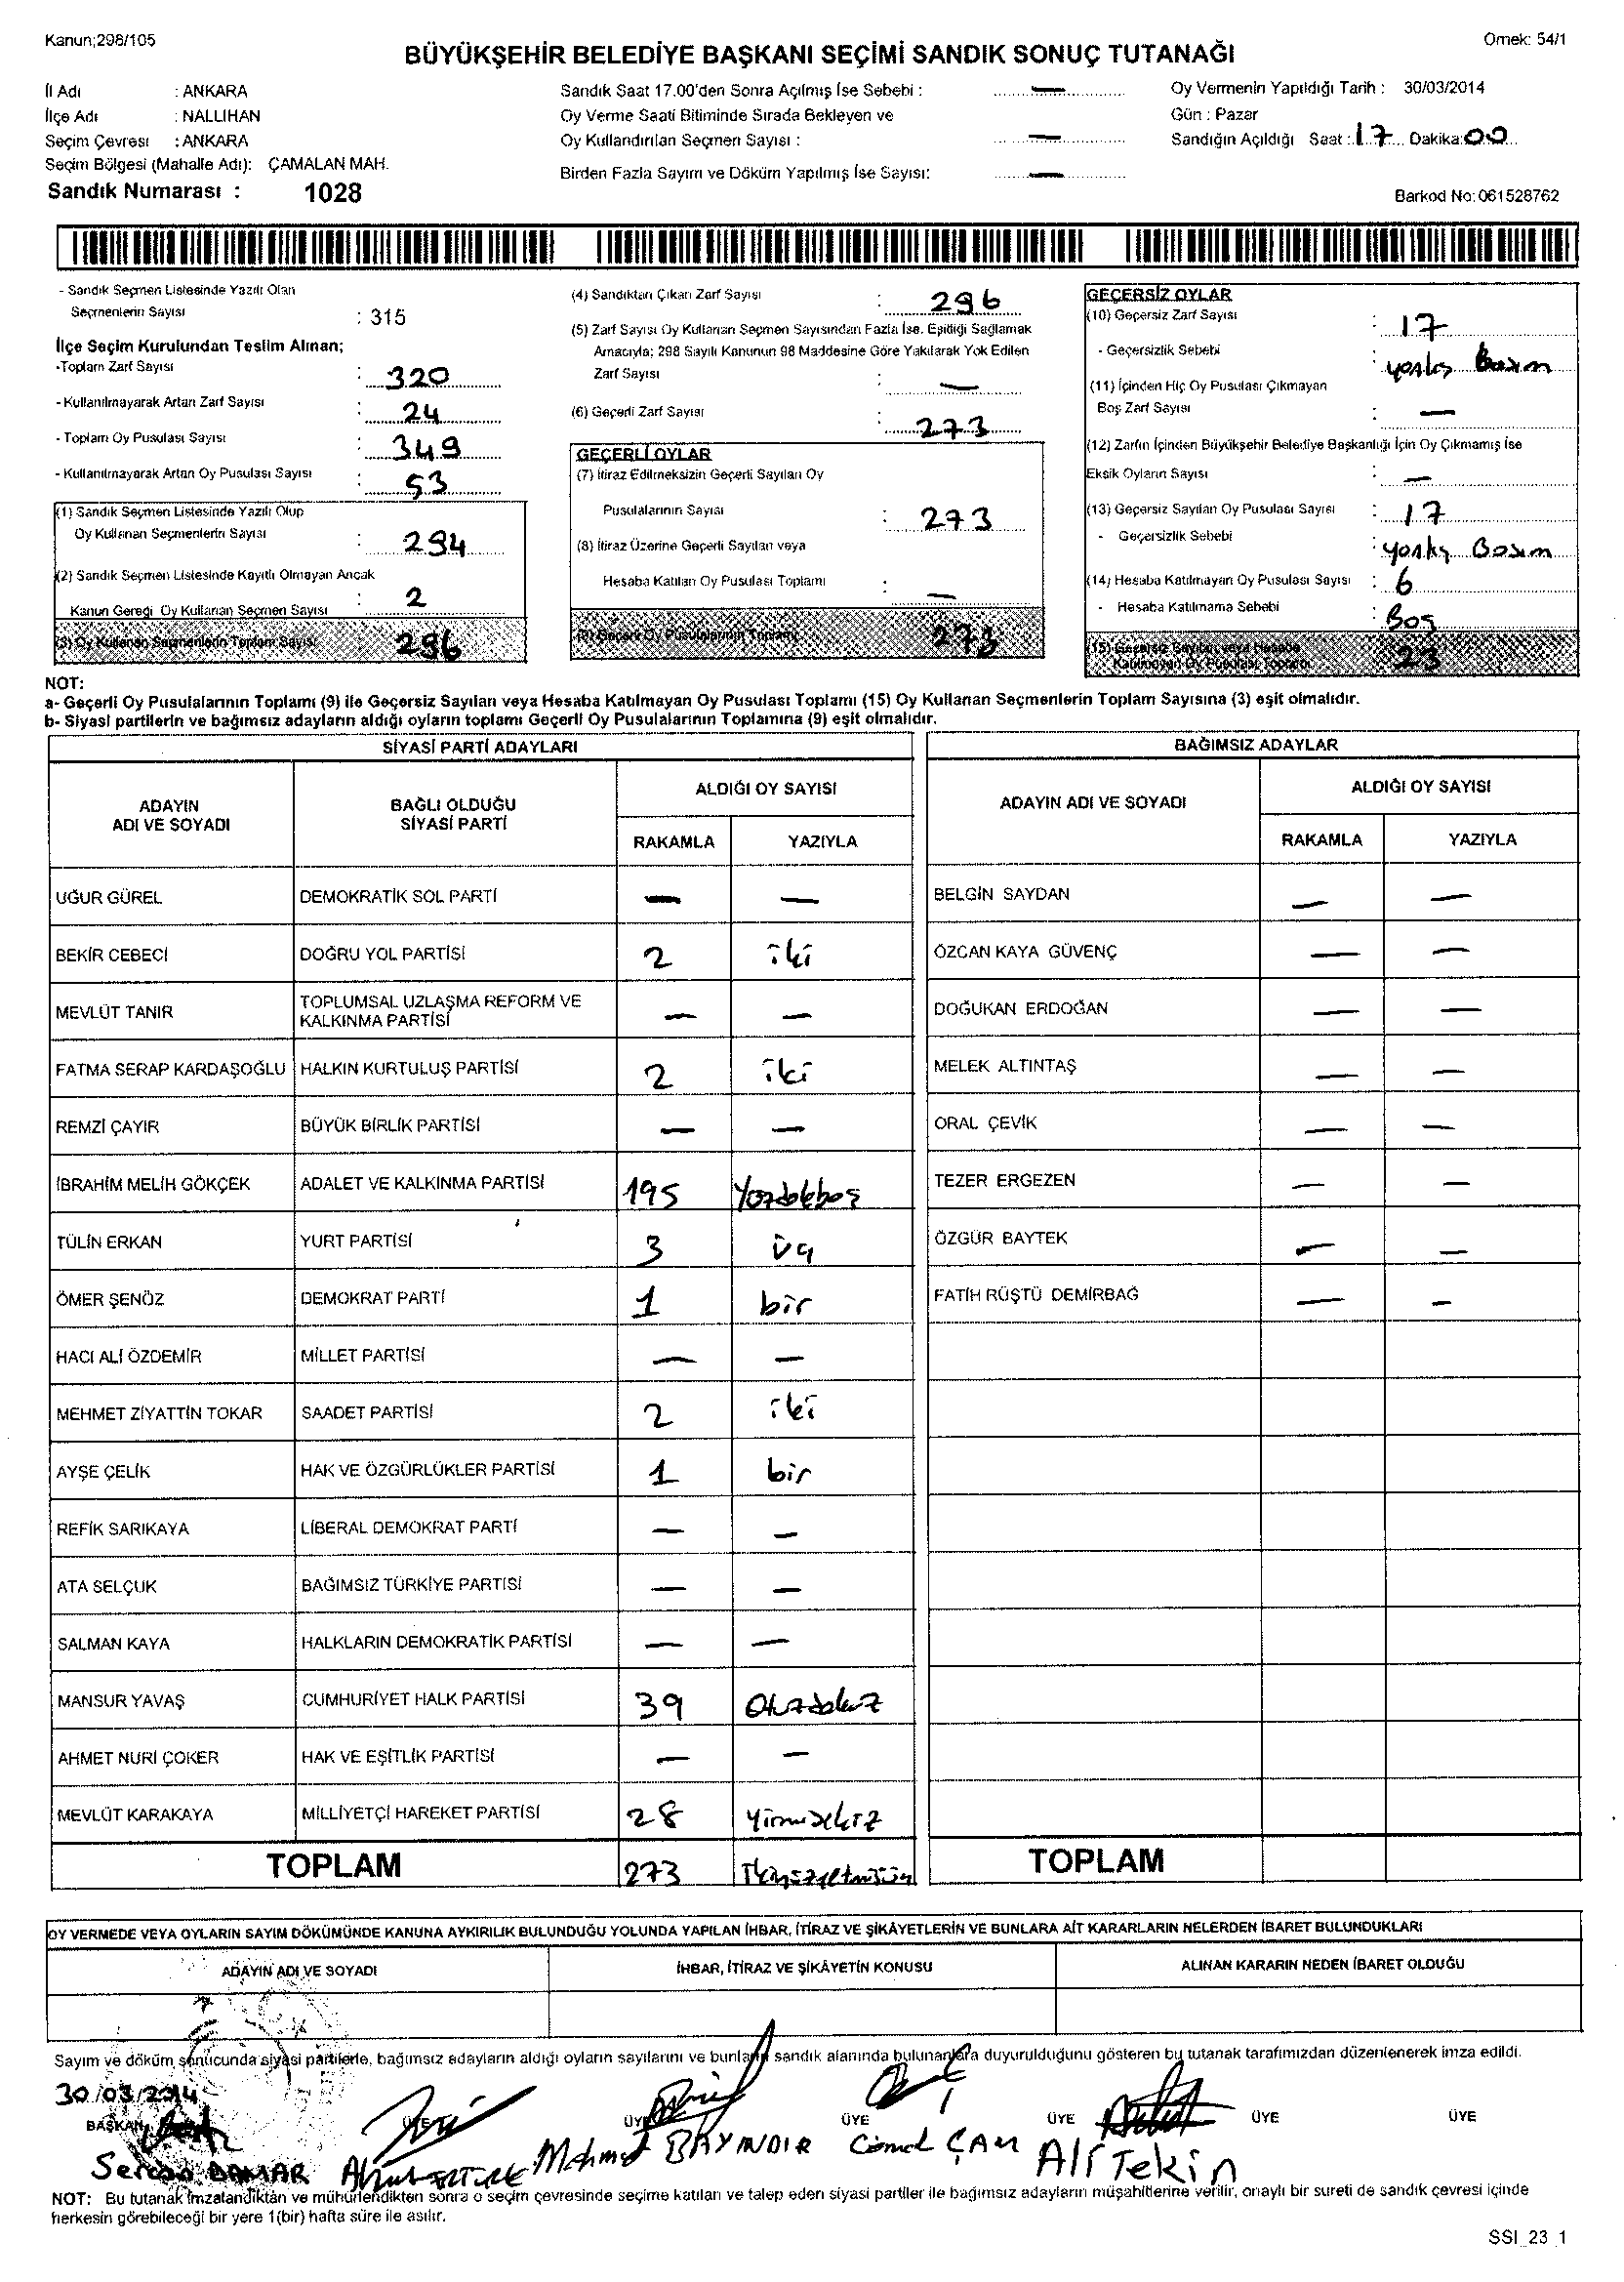 Kanun;298/105
Örnek: 54/1
BÜYÜKŞEHİR BELEDİYE BAŞKANI SEÇİMİ SANDIK SONUÇ TUTANAĞI
İl Adı : ANKARA
İlçe Adı : NALLIHAN
Seçim Çevresi : ANKARA
Seçim Bölgesi (Mahalle Adı): ÇAMALAN MAH.
Sandık Numarası : 1028
Sandık Saat 17.00'den Sonra Açılmış İse Sebebi : —
Oy Verme Saati Bitiminde Sırada Bekleyen ve
Oy Kullandırılan Seçmen Sayısı : —
Birden Fazla Sayım ve Döküm Yapılmış İse Sayısı: —
Oy Vermenin Yapıldığı Tarih : 30/03/2014
Gün : Pazar
Sandığın Açıldığı Saat : 17 Dakika: 00
Barkod No: 061528762
- Sandık Seçmen Listesinde Yazılı Olan
Seçmenlerin Sayısı : 315
İlçe Seçim Kurulundan Teslim Alınan;
-Toplam Zarf Sayısı : 320
- Kullanılmayarak Artan Zarf Sayısı : 24
- Toplam Oy Pusulası Sayısı : 349
- Kullanılmayarak Artan Oy Pusulası Sayısı : 53
(1) Sandık Seçmen Listesinde Yazılı Olup
Oy Kullanan Seçmenlerin Sayısı : 294
(2) Sandık Seçmen Listesinde Kayıtlı Olmayan Ancak
Kanun Gereği Oy Kullanan Seçmen Sayısı : 2
(3) Oy Kullanan Seçmenlerin Toplam Sayısı 296
(4) Sandıktan Çıkan Zarf Sayısı : 296
(5) Zarf Sayısı Oy Kullanan Seçmen Sayısından Fazla İse, Eşitliği Sağlamak
Amacıyla; 298 Sayılı Kanunun 98 Maddesine Göre Yakılarak Yok Edilen
Zarf Sayısı : —
(6) Geçerli Zarf Sayısı : 273
GEÇERLİ OYLAR
(7) İtiraz Edilmeksizin Geçerli Sayılan Oy
Pusulalarının Sayısı : 273
(8) İtiraz Üzerine Geçerli Sayılan veya
Hesaba Katılan Oy Pusulası Toplamı : —
(9) Geçerli Oy Pusulalarının Toplamı 273
GEÇERSİZ OYLAR
(10) Geçersiz Zarf Sayısı : 17
- Geçersizlik Sebebi : yanlış Basım
(11) İçinden Hiç Oy Pusulası Çıkmayan
Boş Zarf Sayısı : —
(12) Zarfın İçinden Büyükşehir Belediye Başkanlığı İçin Oy Çıkmamış İse
Eksik Oyların Sayısı : —
(13) Geçersiz Sayılan Oy Pusulası Sayısı : 17
- Geçersizlik Sebebi : yanlış Basım
(14) Hesaba Katılmayan Oy Pusulası Sayısı : 6
- Hesaba Katılmama Sebebi : Boş
(15) Geçersiz Sayılan veya Hesaba
Katılmayan Oy Pusulası Toplamı 23
NOT:
a- Geçerli Oy Pusulalarının Toplamı (9) ile Geçersiz Sayılan veya Hesaba Katılmayan Oy Pusulası Toplamı (15) Oy Kullanan Seçmenlerin Toplam Sayısına (3) eşit olmalıdır.
b- Siyasi partilerin ve bağımsız adayların aldığı oyların toplamı Geçerli Oy Pusulalarının Toplamına (9) eşit olmalıdır.
SİYASİ PARTİ ADAYLARI
ADAYIN
ADI VE SOYADI
BAĞLI OLDUĞU
SİYASİ PARTİ
ALDIĞI OY SAYISI
RAKAMLA YAZIYLA
UĞUR GÜREL DEMOKRATİK SOL PARTİ — —
BEKİR CEBECİ DOĞRU YOL PARTİSİ 2 iki
MEVLÜT TANIR TOPLUMSAL UZLAŞMA REFORM VE
KALKINMA PARTİSİ — —
FATMA SERAP KARDAŞOĞLU HALKIN KURTULUŞ PARTİSİ 2 iki
REMZİ ÇAYIR BÜYÜK BİRLİK PARTİSİ — —
İBRAHİM MELİH GÖKÇEK ADALET VE KALKINMA PARTİSİ 195 Yüzdokbeş
TÜLİN ERKAN YURT PARTİSİ 3 üç
ÖMER ŞENÖZ DEMOKRAT PARTİ 1 bir
HACI ALİ ÖZDEMİR MİLLET PARTİSİ — —
MEHMET ZİYATTİN TOKAR SAADET PARTİSİ 2 iki
AYŞE ÇELİK HAK VE ÖZGÜRLÜKLER PARTİSİ 1 bir
REFİK SARIKAYA LİBERAL DEMOKRAT PARTİ — —
ATA SELÇUK BAĞIMSIZ TÜRKİYE PARTİSİ — —
SALMAN KAYA HALKLARIN DEMOKRATİK PARTİSİ — —
MANSUR YAVAŞ CUMHURİYET HALK PARTİSİ 39 Otuzdokuz
AHMET NURİ ÇOKER HAK VE EŞİTLİK PARTİSİ — —
MEVLÜT KARAKAYA MİLLİYETÇİ HAREKET PARTİSİ 28 Yirmisekiz
TOPLAM 273
BAĞIMSIZ ADAYLAR
ADAYIN ADI VE SOYADI
ALDIĞI OY SAYISI
RAKAMLA YAZIYLA
BELGİN SAYDAN — —
ÖZCAN KAYA GÜVENÇ — —
DOĞUKAN ERDOĞAN — —
MELEK ALTINTAŞ — —
ORAL ÇEVİK — —
TEZER ERGEZEN — —
ÖZGÜR BAYTEK — —
FATİH RÜŞTÜ DEMİRBAĞ — —
TOPLAM
OY VERMEDE VEYA OYLARIN SAYIM DÖKÜMÜNDE KANUNA AYKIRILIK BULUNDUĞU YOLUNDA YAPILAN İHBAR, İTİRAZ VE ŞİKÂYETLERİN VE BUNLARA AİT KARARLARIN NELERDEN İBARET BULUNDUKLARI
ADAYIN ADI VE SOYADI
İHBAR, İTİRAZ VE ŞİKÂYETİN KONUSU
ALINAN KARARIN NEDEN İBARET OLDUĞU
Sayım ve döküm sonucunda siyasi partilerle, bağımsız adayların aldığı oyların sayılarını ve bunların sandık alanında bulunanlara duyurulduğunu gösteren bu tutanak tarafımızdan düzenlenerek imza edildi.
30/03/2014
BAŞKAN ÜYE ÜYE ÜYE ÜYE ÜYE ÜYE
Sercan DAMAR Mehmet BAYINDIR Cemal ÇAM Ali Tekin
NOT: Bu tutanak imzalandıktan ve mühürlendikten sonra o seçim çevresinde seçime katılan ve talep eden siyasi partiler ile bağımsız adayların müşahitlerine verilir, onaylı bir sureti de sandık çevresi içinde
herkesin görebileceği bir yere 1(bir) hafta süre ile asılır.
SSI_23_1